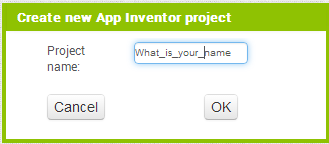 Create new App Inventor project
Project What_is_your_name
name:
Cancel OK